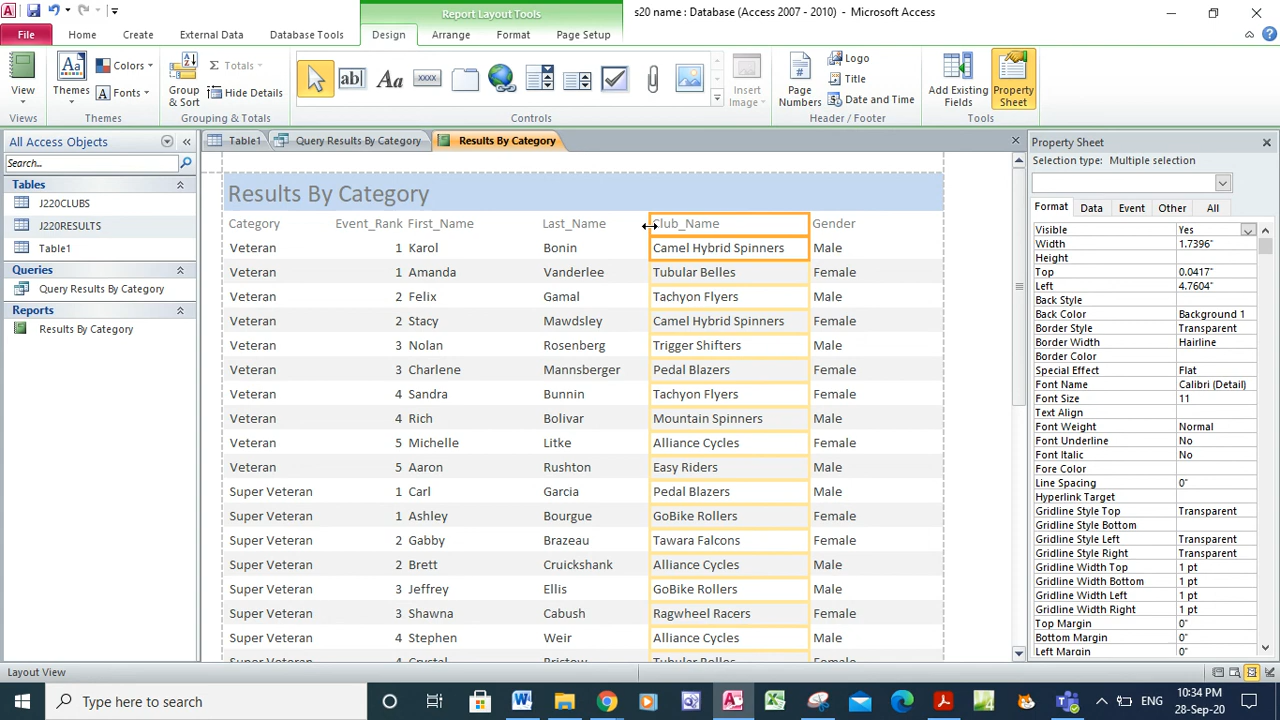 Report Layout Tools
s20 name : Database (Access 2007 - 2010) - Microsoft Access
File Home Create External Data Database Tools Design Arrange Format Page Setup
View Themes Colors Fonts Group & Sort Totals Hide Details Insert Image Page Numbers Logo Title Date and Time Add Existing Fields Property Sheet
Views Themes Grouping & Totals Controls Header / Footer Tools
All Access Objects
Search...
Tables
J220CLUBS
J220RESULTS
Table1
Queries
Query Results By Category
Reports
Results By Category
Table1 Query Results By Category Results By Category
Results By Category
Category Event_Rank First_Name Last_Name Club_Name Gender
Veteran 1 Karol Bonin Camel Hybrid Spinners Male
Veteran 1 Amanda Vanderlee Tubular Belles Female
Veteran 2 Felix Gamal Tachyon Flyers Male
Veteran 2 Stacy Mawdsley Camel Hybrid Spinners Female
Veteran 3 Nolan Rosenberg Trigger Shifters Male
Veteran 3 Charlene Mannsberger Pedal Blazers Female
Veteran 4 Sandra Bunnin Tachyon Flyers Female
Veteran 4 Rich Bolivar Mountain Spinners Male
Veteran 5 Michelle Litke Alliance Cycles Female
Veteran 5 Aaron Rushton Easy Riders Male
Super Veteran 1 Carl Garcia Pedal Blazers Male
Super Veteran 1 Ashley Bourgue GoBike Rollers Female
Super Veteran 2 Gabby Brazeau Tawara Falcons Female
Super Veteran 2 Brett Cruickshank Alliance Cycles Male
Super Veteran 3 Jeffrey Ellis GoBike Rollers Male
Super Veteran 3 Shawna Cabush Ragwheel Racers Female
Super Veteran 4 Stephen Weir Alliance Cycles Male
Property Sheet
Selection type: Multiple selection
Format Data Event Other All
Visible Yes
Width 1.7396"
Height
Top 0.0417"
Left 4.7604"
Back Style
Back Color Background 1
Border Style Transparent
Border Width Hairline
Border Color
Special Effect Flat
Font Name Calibri (Detail)
Font Size 11
Text Align
Font Weight Normal
Font Underline No
Font Italic No
Fore Color
Line Spacing 0"
Hyperlink Target
Gridline Style Top Transparent
Gridline Style Bottom
Gridline Style Left Transparent
Gridline Style Right Transparent
Gridline Width Top 1 pt
Gridline Width Bottom 1 pt
Gridline Width Left 1 pt
Gridline Width Right 1 pt
Top Margin 0"
Bottom Margin 0"
Left Margin 0"
Layout View
Type here to search
ENG
10:34 PM
28-Sep-20